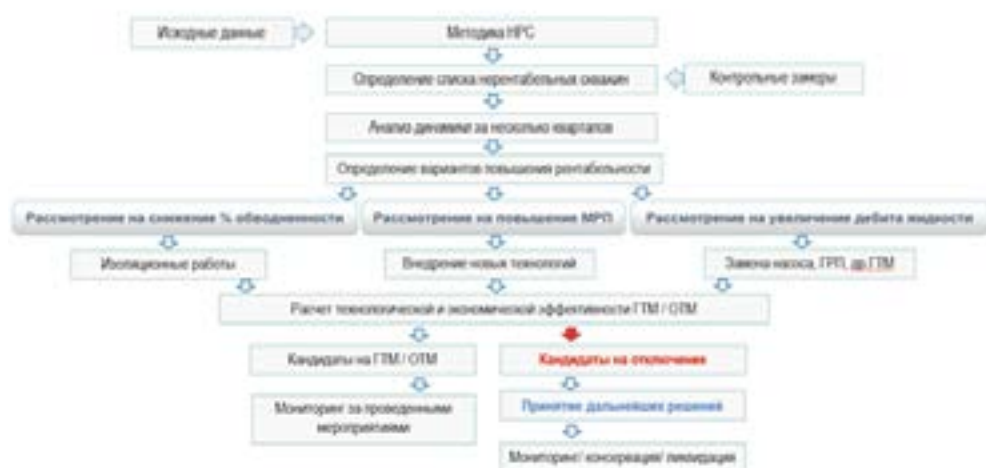 Исходные данные
Методика НРС
Определение списка нерентабельных скважин
Контрольные замеры
Анализ динамики за несколько кварталов
Определение вариантов повышения рентабельности
Рассмотрение на снижение % обводненности
Рассмотрение на повышение МРП
Рассмотрение на увеличение дебита жидкости
Изоляционные работы
Внедрение новых технологий
Замена насоса, ГРП, др.ГТМ
Расчет технологической и экономической эффективности ГТМ / ОТМ
Кандидаты на ГТМ / ОТМ
Кандидаты на отключение
Мониторинг за проведенными
мероприятиями
Принятие дальнейших решений
Мониторинг/ консервация/ ликвидация